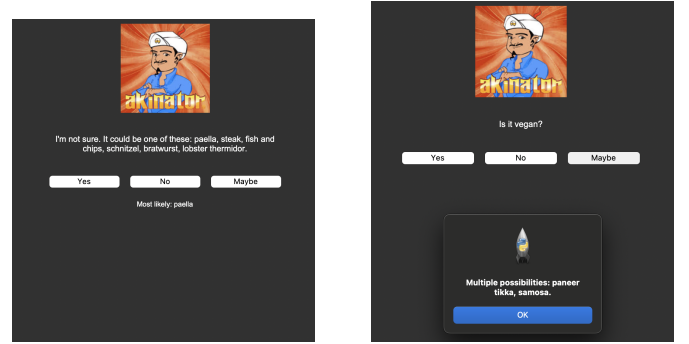 akinator
I'm not sure. It could be one of these: paella, steak, fish and
chips, schnitzel, bratwurst, lobster thermidor.
Yes No Maybe
Most likely: paella
akinator
Is it vegan?
Yes No Maybe
Multiple possibilities: paneer
tikka, samosa.
OK